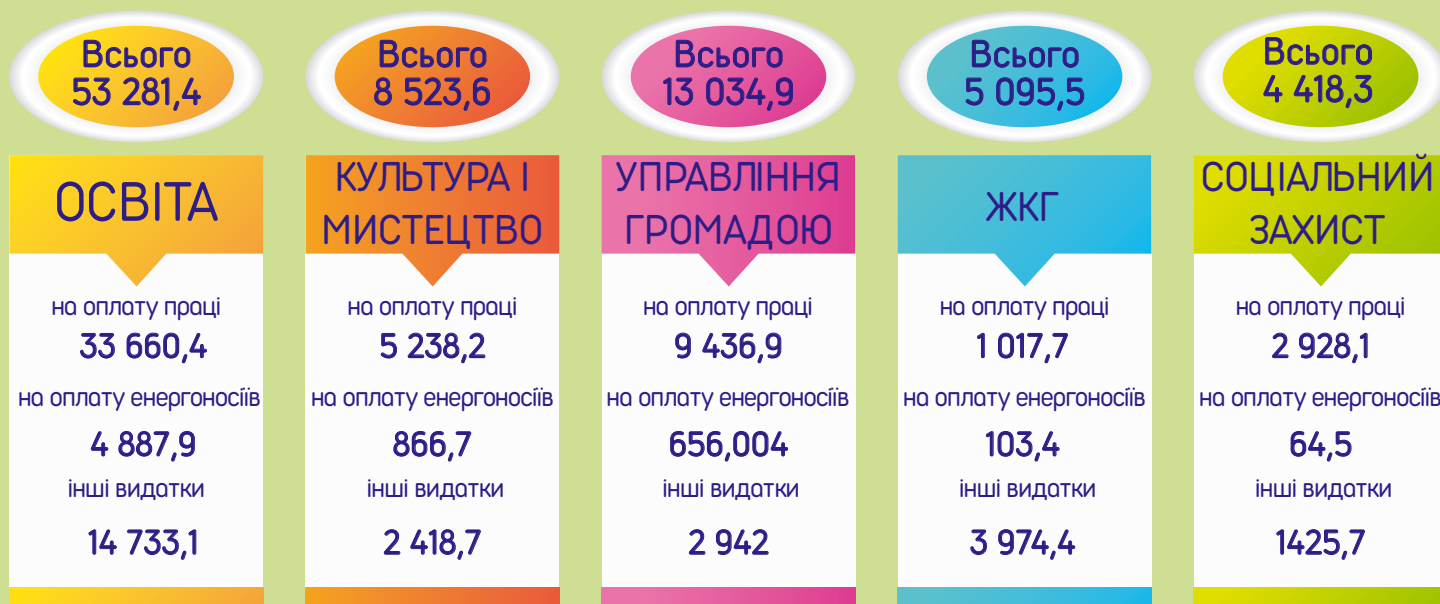 Всього
53 281,4
ОСВІТА
на оплату праці
33 660,4
на оплату енергоносіїв
4 887,9
інші видатки
14 733,1
Всього
8 523,6
КУЛЬТУРА І
МИСТЕЦТВО
на оплату праці
5 238,2
на оплату енергоносіїв
866,7
інші видатки
2 418,7
Всього
13 034,9
УПРАВЛІННЯ
ГРОМАДОЮ
на оплату праці
9 436,9
на оплату енергоносіїв
656,004
інші видатки
2 942
Всього
5 095,5
ЖКГ
на оплату праці
1 017,7
на оплату енергоносіїв
103,4
інші видатки
3 974,4
Всього
4 418,3
СОЦІАЛЬНИЙ
ЗАХИСТ
на оплату праці
2 928,1
на оплату енергоносіїв
64,5
інші видатки
1425,7